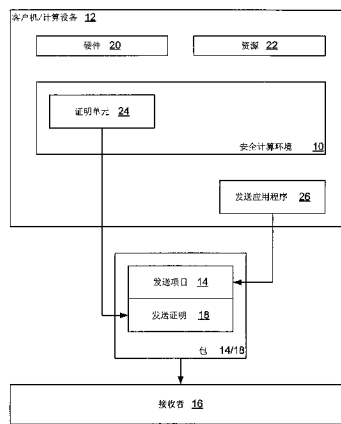 客户机/计算设备 12
硬件 20
资源 22
证明单元 24
安全计算环境 10
发送应用程序 26
发送项目 14
发送证明 18
包 14/18
接收者 16